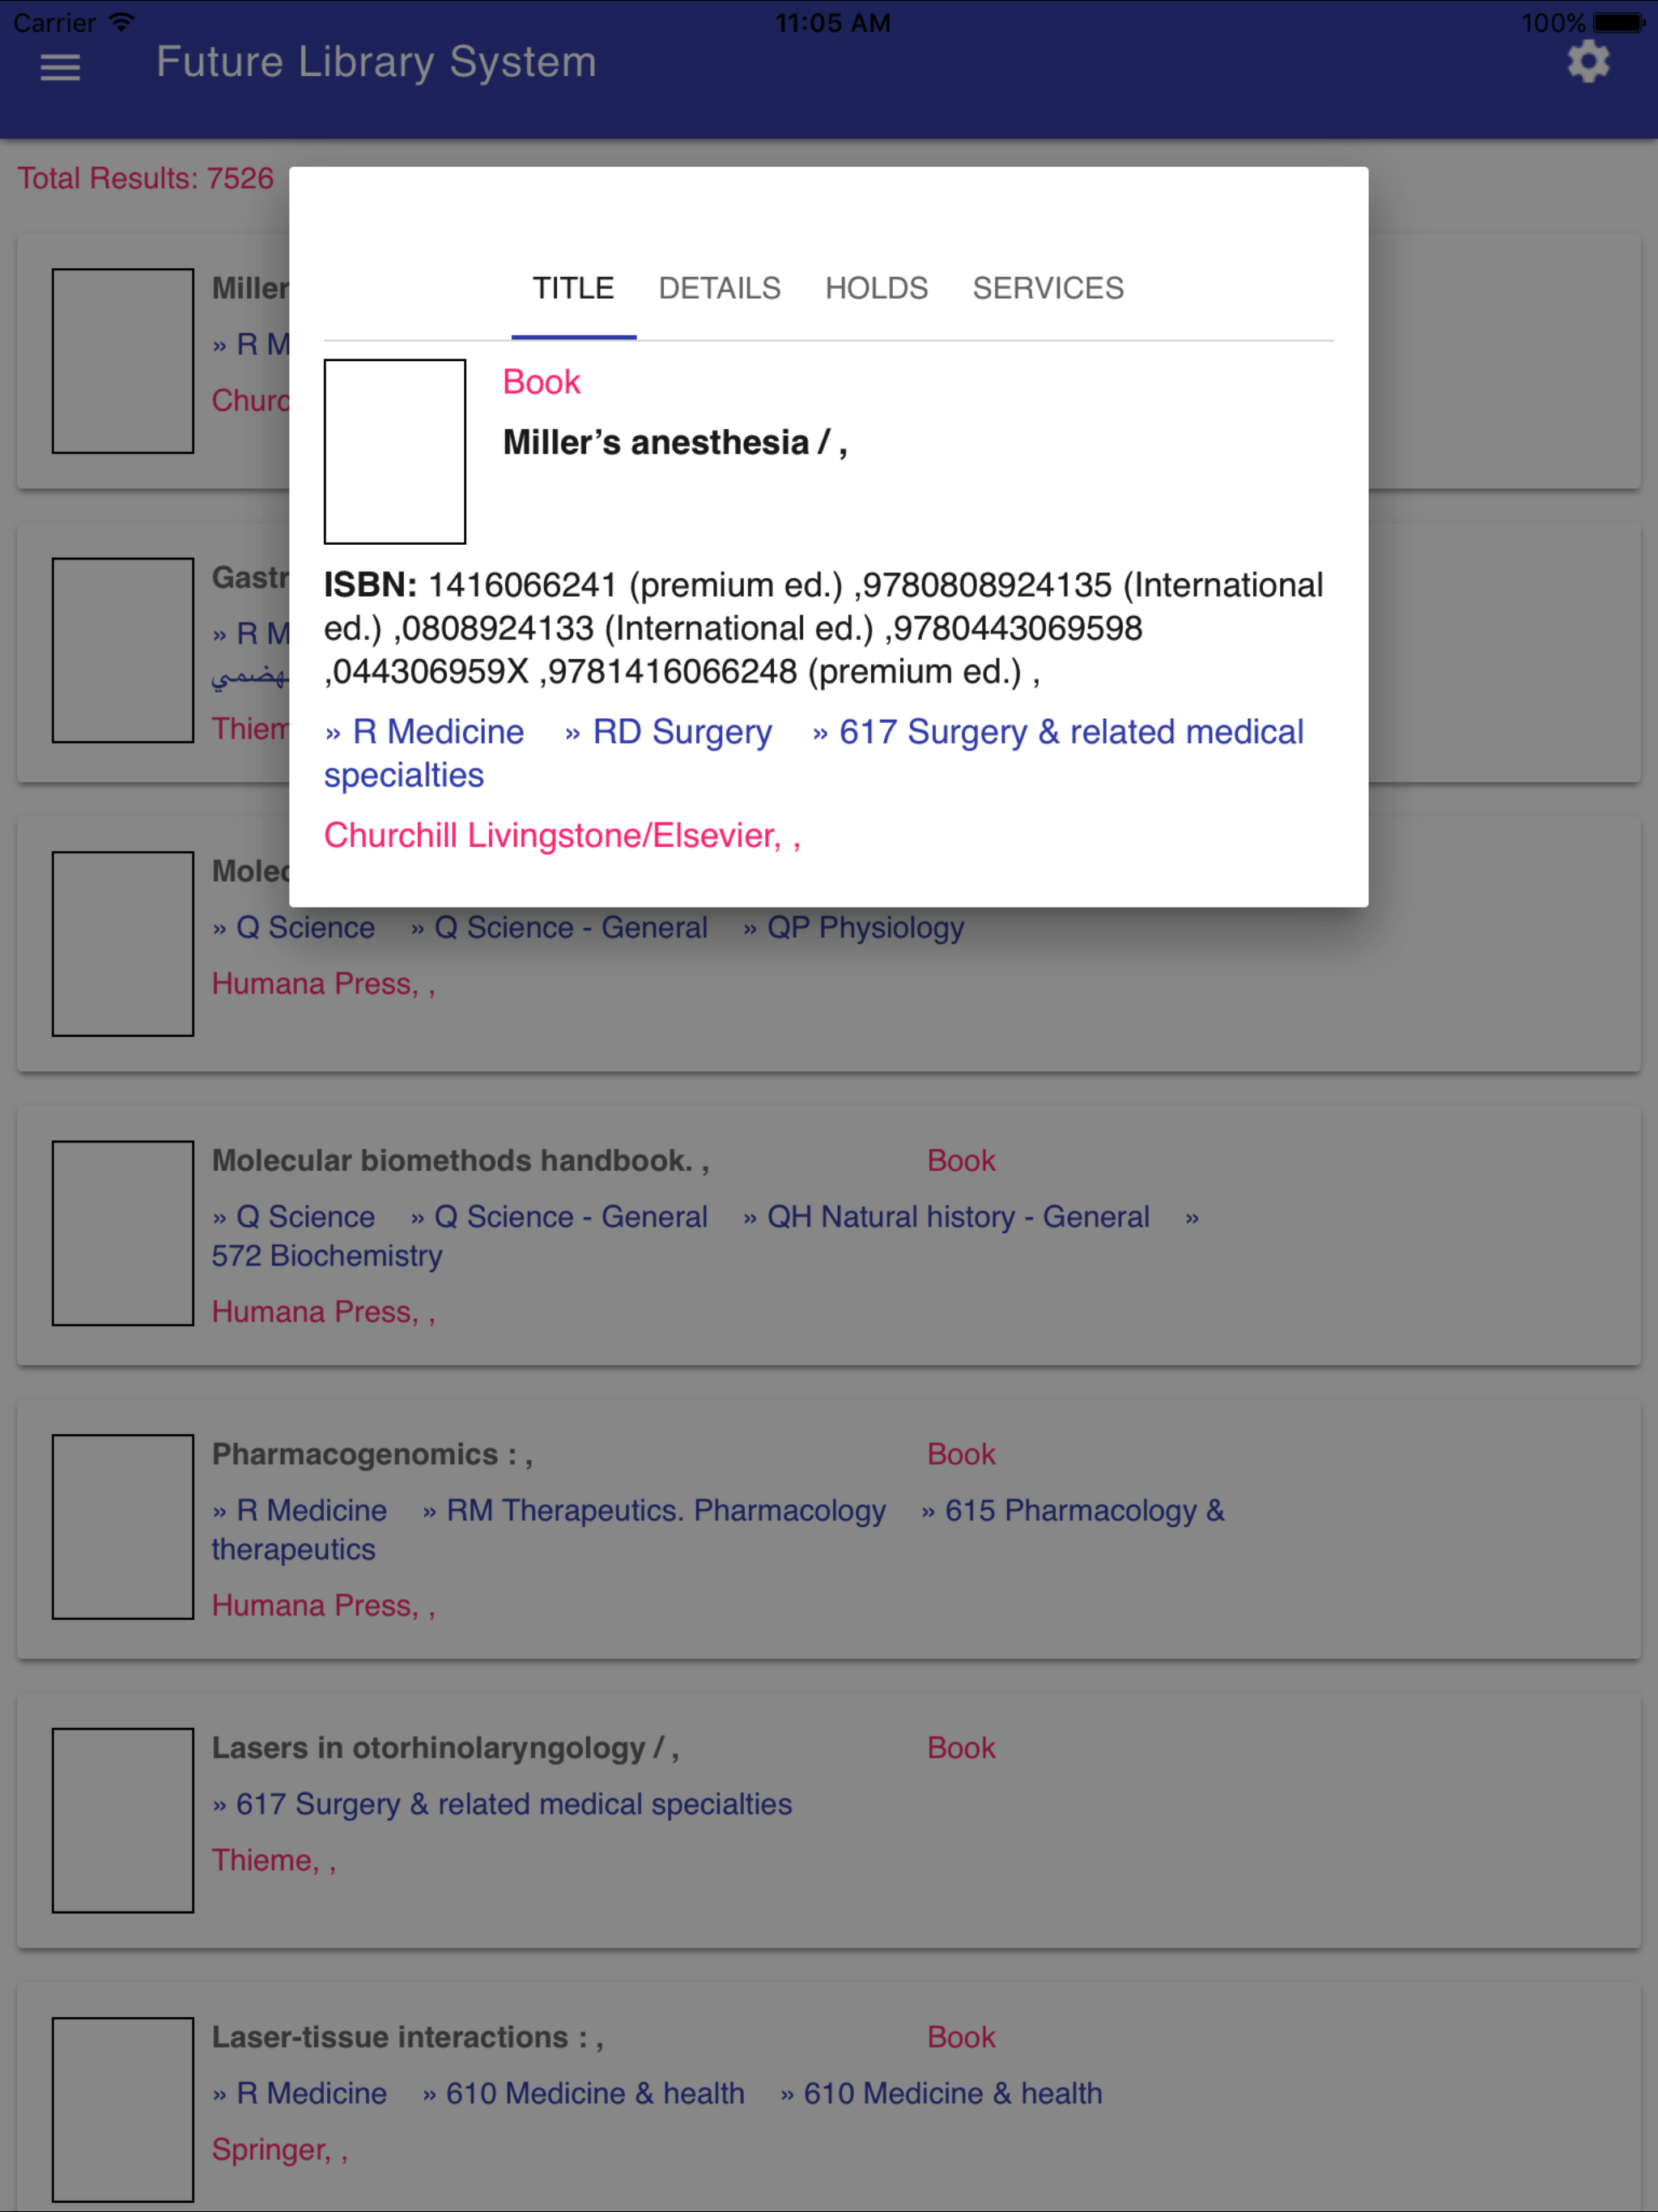 Carrier 11:05 AM 100%
Future Library System
Total Results: 7526
TITLE DETAILS HOLDS SERVICES
Book
Miller’s anesthesia / ,
ISBN: 1416066241 (premium ed.) ,9780808924135 (International
ed.) ,0808924133 (International ed.) ,9780443069598
,044306959X ,9781416066248 (premium ed.) ,
» R Medicine » RD Surgery » 617 Surgery & related medical
specialties
Churchill Livingstone/Elsevier, ,
Miller
» R M
Churc
Gastr
» R M
Thiem
Molec
» Q Science » Q Science - General » QP Physiology
Humana Press, ,
Molecular biomethods handbook. , Book
» Q Science » Q Science - General » QH Natural history - General »
572 Biochemistry
Humana Press, ,
Pharmacogenomics : , Book
» R Medicine » RM Therapeutics. Pharmacology » 615 Pharmacology &
therapeutics
Humana Press, ,
Lasers in otorhinolaryngology / , Book
» 617 Surgery & related medical specialties
Thieme, ,
Laser-tissue interactions : , Book
» R Medicine » 610 Medicine & health » 610 Medicine & health
Springer, ,